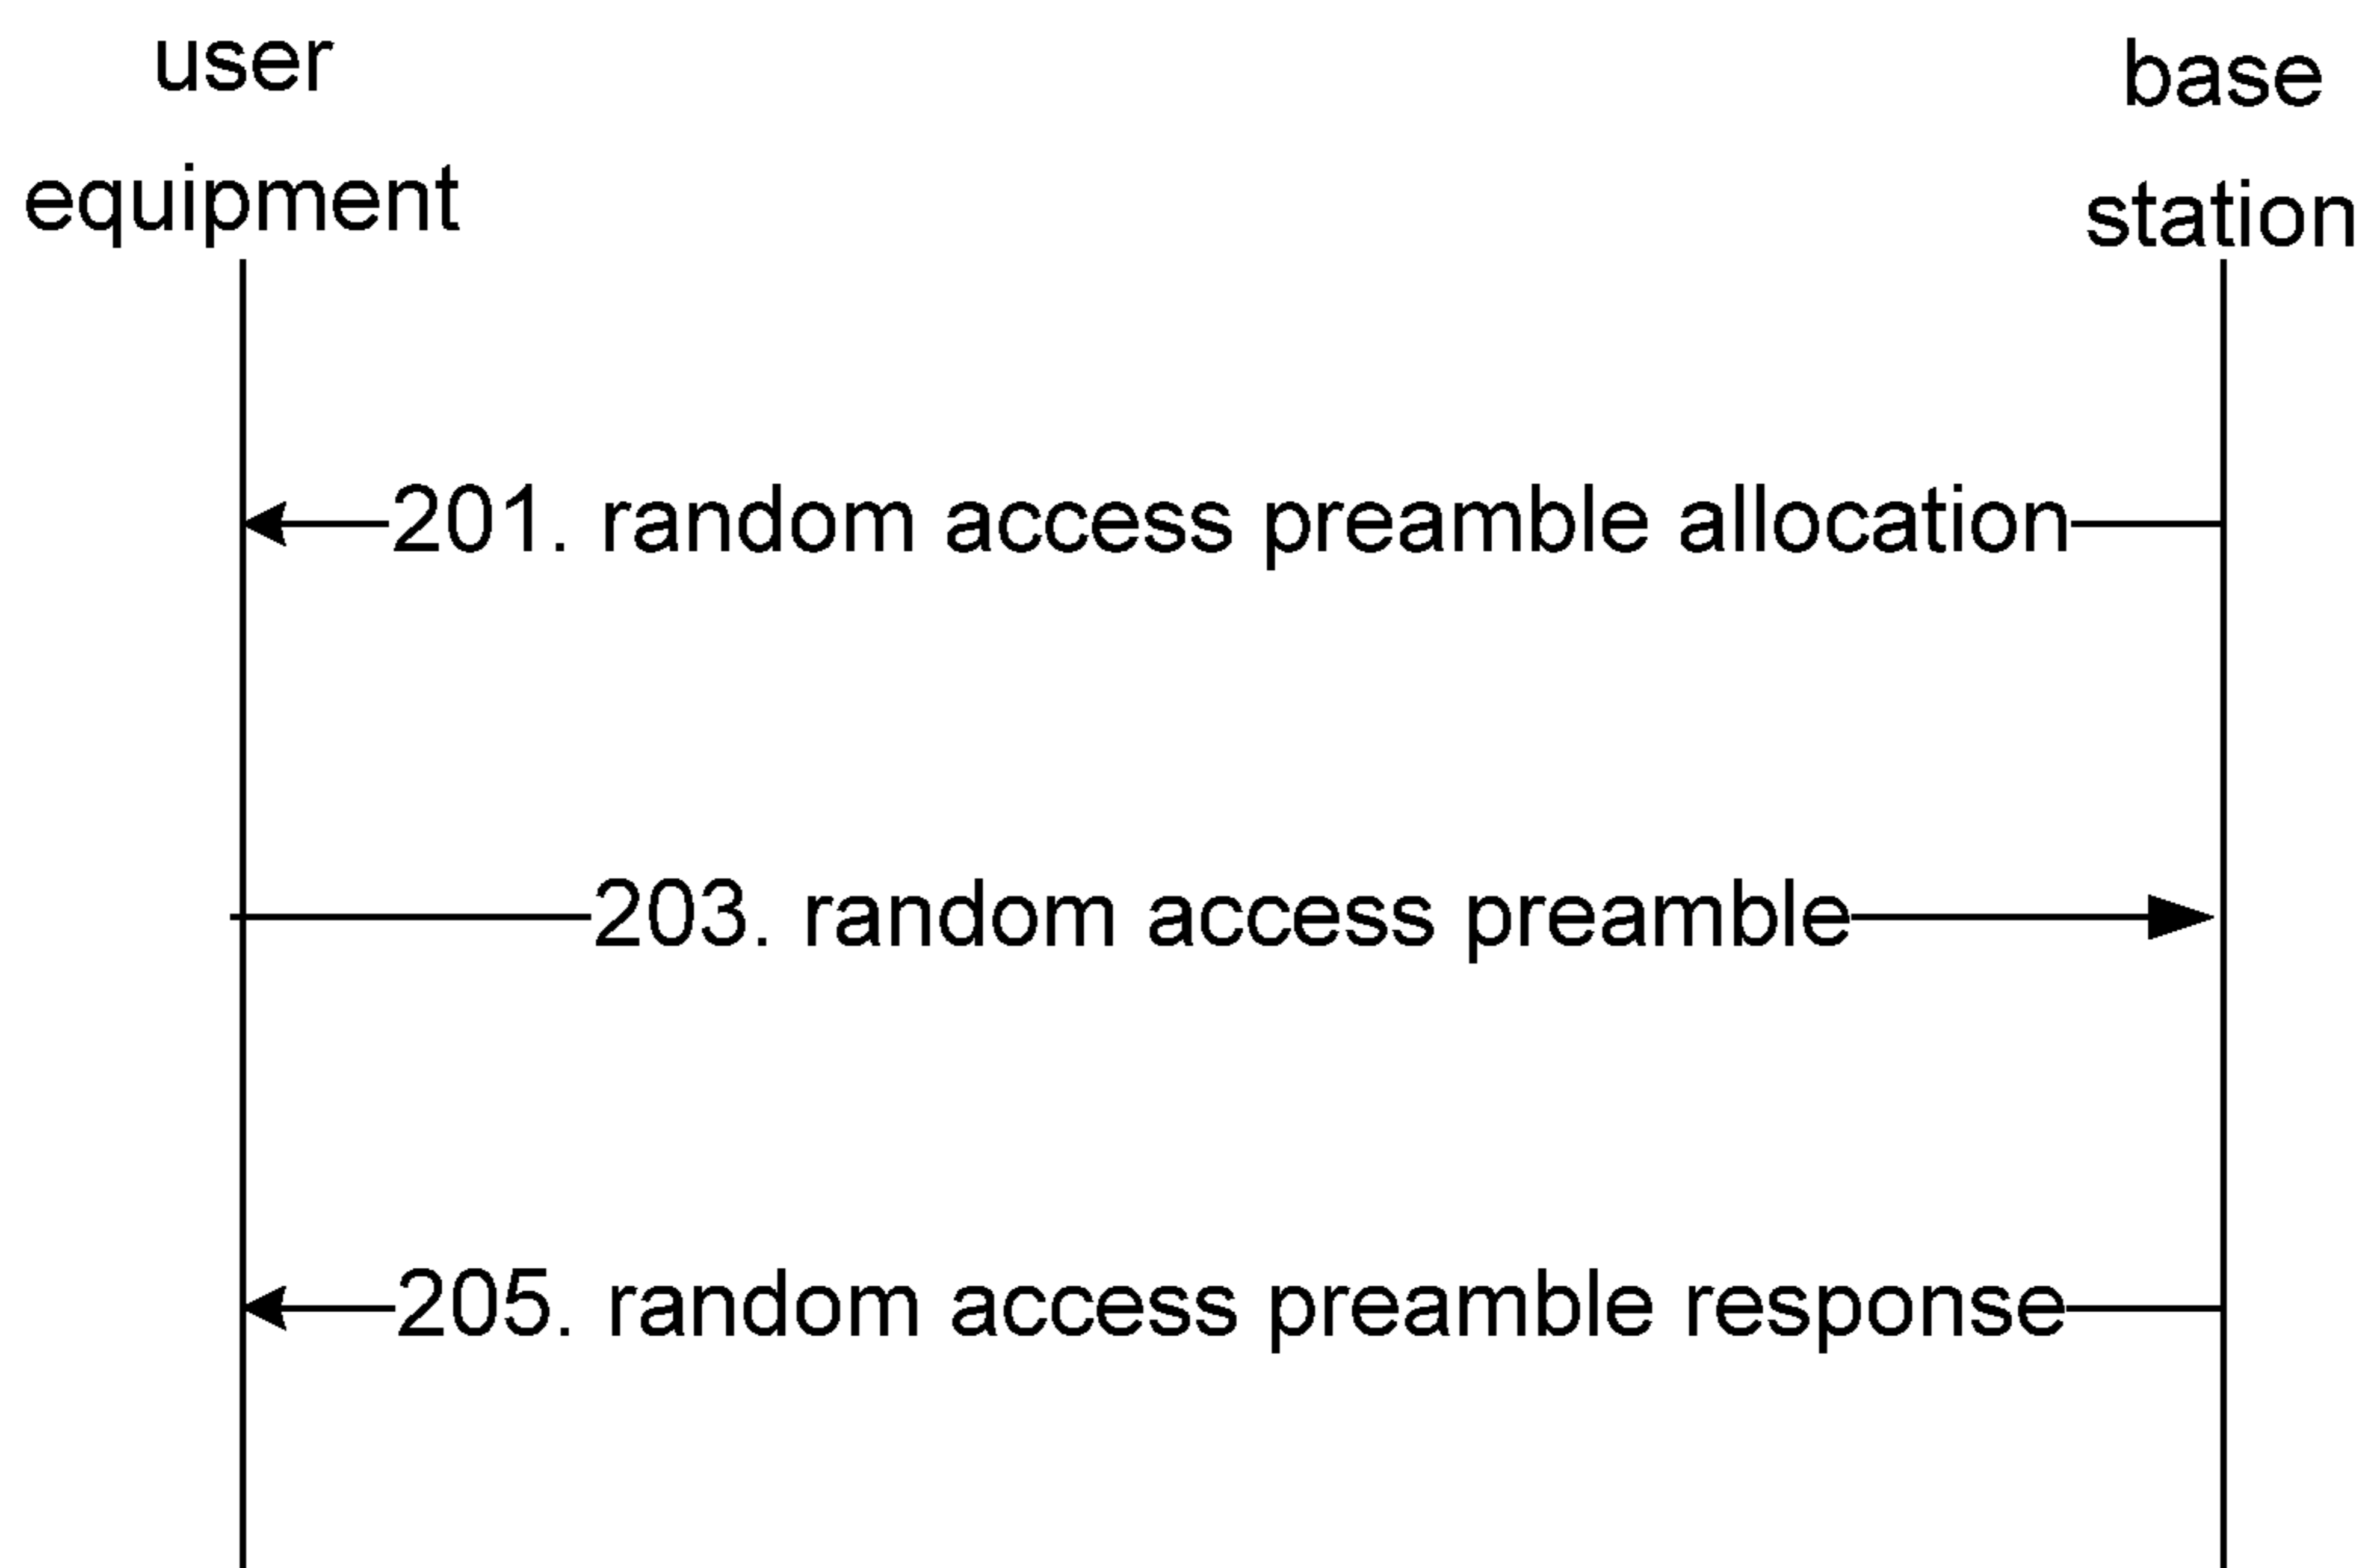 user
equipment
base
station
201. random access preamble allocation
203. random access preamble
205. random access preamble response